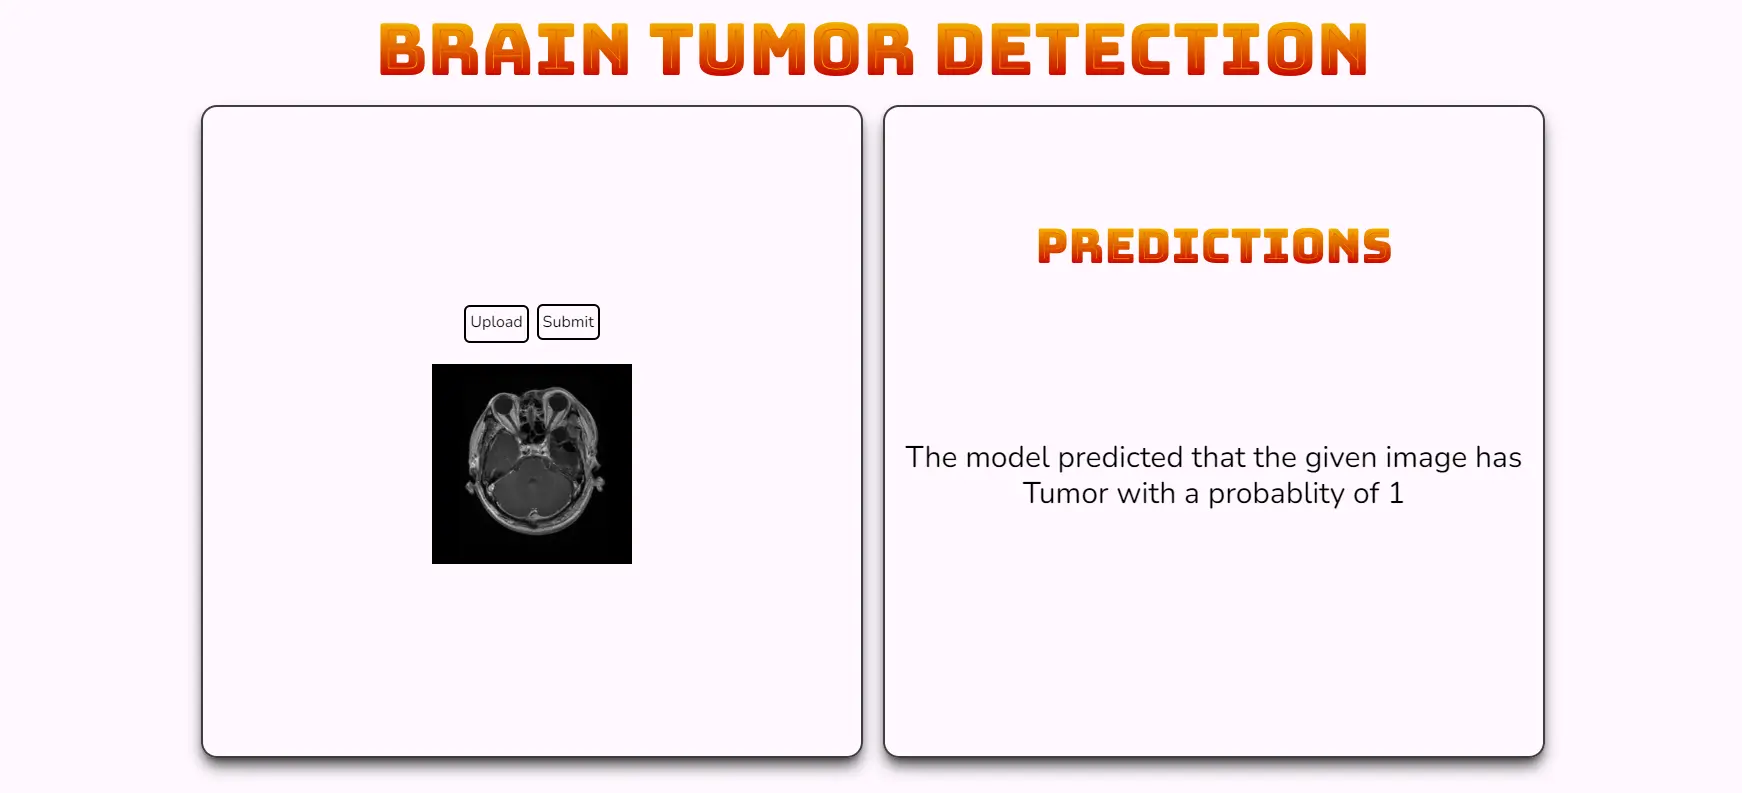 BRAIN TUMOR DETECTION
Upload Submit
PREDICTIONS
The model predicted that the given image has
Tumor with a probablity of 1